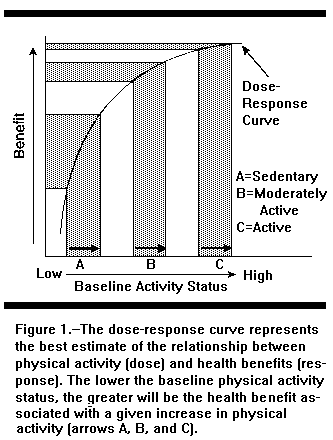 Benefit
Dose-
Response
Curve
A=Sedentary
B=Moderately
Active
C=Active
A
B
C
Low
High
Baseline Activity Status
Figure 1.–The dose-response curve represents
the best estimate of the relationship between
physical activity (dose) and health benefits (res-
ponse). The lower the baseline physical activity
status, the greater will be the health benefit as-
sociated with a given increase in physical
activity (arrows A, B, and C).